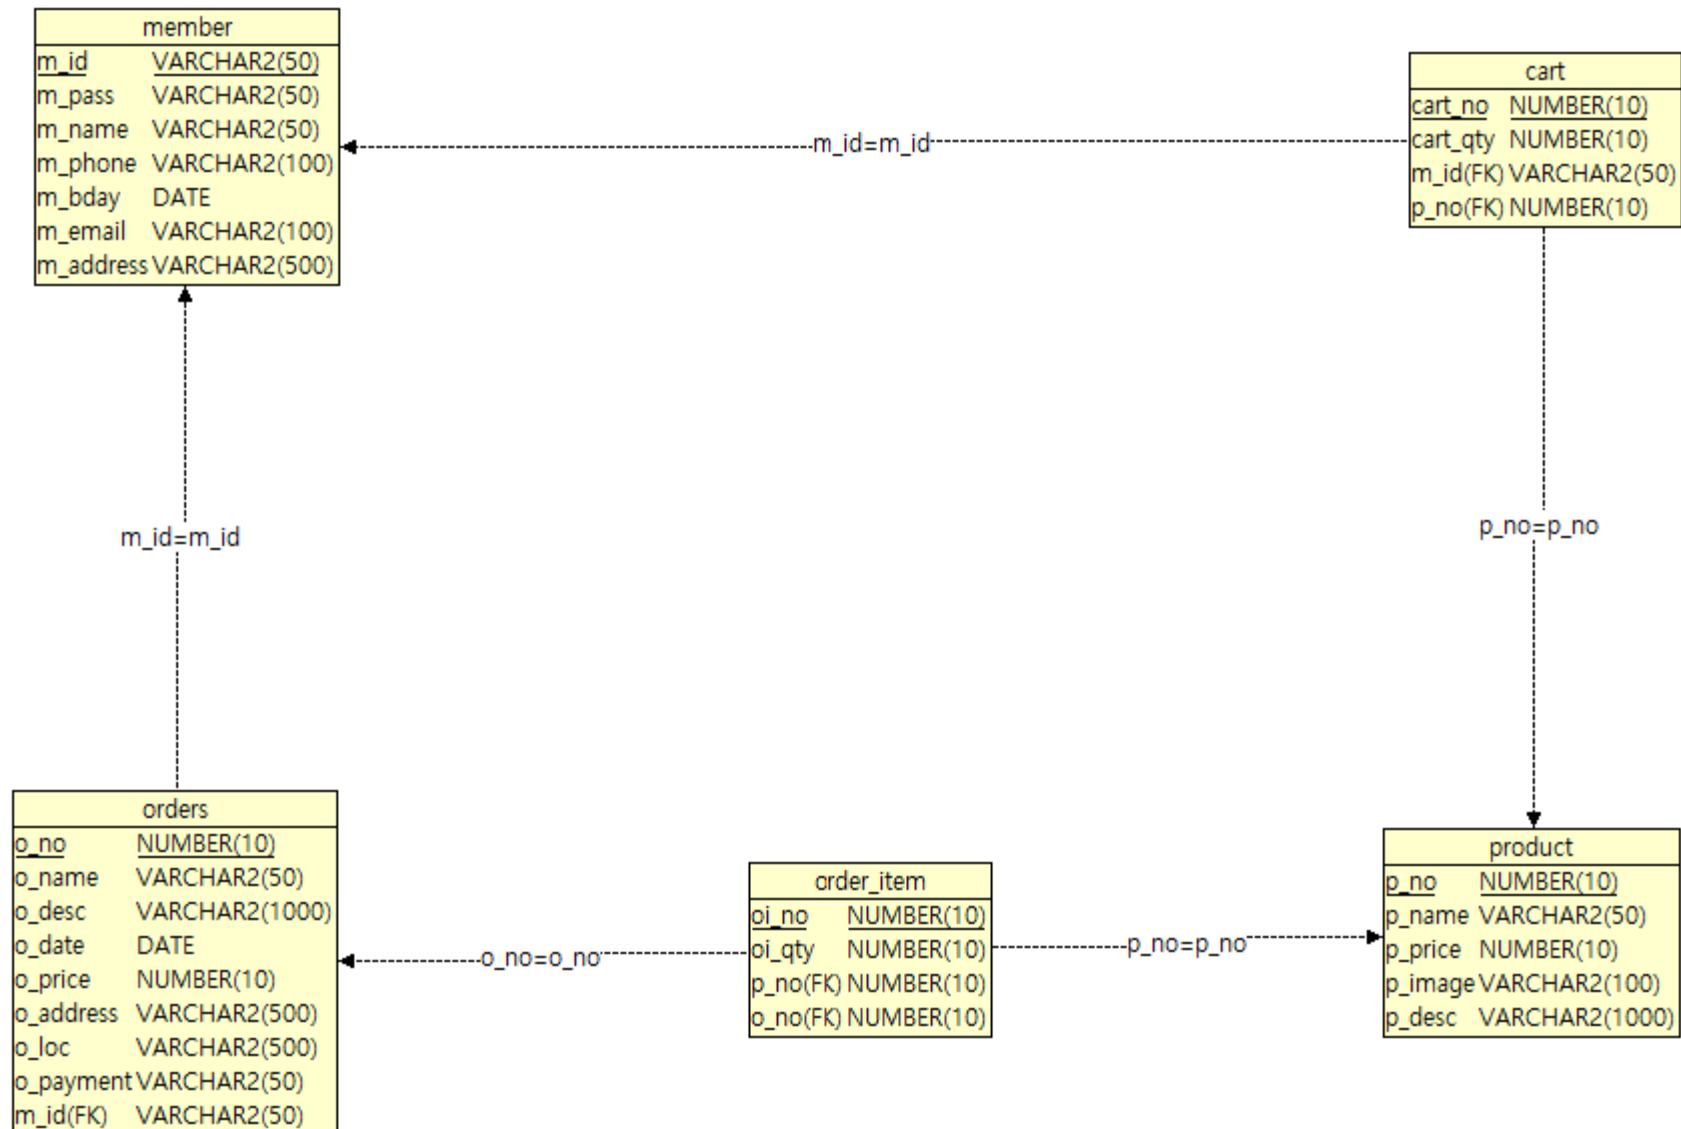 member
m_id VARCHAR2(50)
m_pass VARCHAR2(50)
m_name VARCHAR2(50)
m_phone VARCHAR2(100)
m_bday DATE
m_email VARCHAR2(100)
m_address VARCHAR2(500)
m_id=m_id
cart
cart_no NUMBER(10)
cart_qty NUMBER(10)
m_id(FK) VARCHAR2(50)
p_no(FK) NUMBER(10)
m_id=m_id
p_no=p_no
orders
o_no NUMBER(10)
o_name VARCHAR2(50)
o_desc VARCHAR2(1000)
o_date DATE
o_price NUMBER(10)
o_address VARCHAR2(500)
o_loc VARCHAR2(500)
o_payment VARCHAR2(50)
m_id(FK) VARCHAR2(50)
o_no=o_no
order_item
oi_no NUMBER(10)
oi_qty NUMBER(10)
p_no(FK) NUMBER(10)
o_no(FK) NUMBER(10)
p_no=p_no
product
p_no NUMBER(10)
p_name VARCHAR2(50)
p_price NUMBER(10)
p_image VARCHAR2(100)
p_desc VARCHAR2(1000)